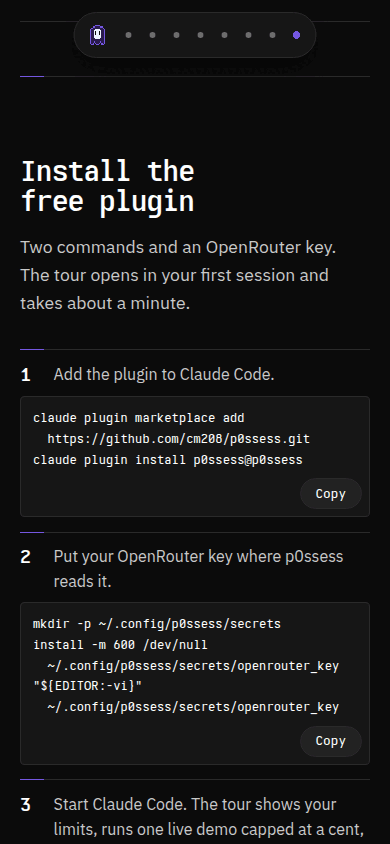 Install the
free plugin
Two commands and an OpenRouter key.
The tour opens in your first session and
takes about a minute.
1 Add the plugin to Claude Code.
claude plugin marketplace add
https://github.com/cm208/p0ssess.git
claude plugin install p0ssess@p0ssess
Copy
2 Put your OpenRouter key where p0ssess
reads it.
mkdir -p ~/.config/p0ssess/secrets
install -m 600 /dev/null
~/.config/p0ssess/secrets/openrouter_key
"$[EDITOR:-vi]"
~/.config/p0ssess/secrets/openrouter_key
Copy
3 Start Claude Code. The tour shows your
limits, runs one live demo capped at a cent,